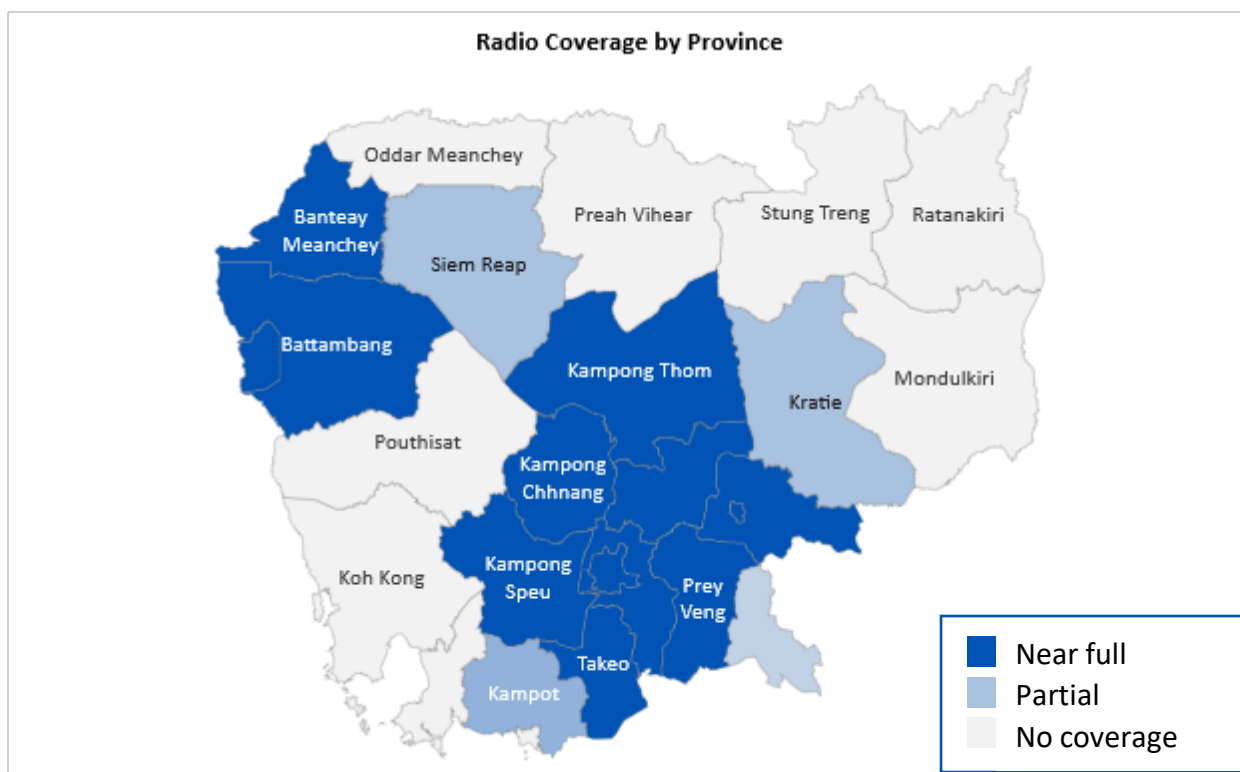 Radio Coverage by Province
Oddar Meanchey
Preah Vihear
Stung Treng
Ratanakiri
Banteay
Meanchey
Siem Reap
Battambang
Kampong Thom
Mondulkiri
Kratie
Pouthisat
Kampong
Chhnang
Koh Kong
Kampong
Speu
Prey
Veng
Takeo
Kampot
Near full
Partial
No coverage